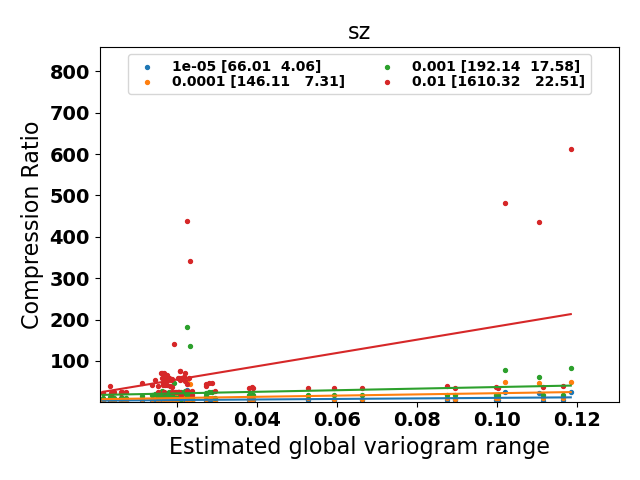 sz
1e-05 [66.01 4.06]
0.0001 [146.11 7.31]
0.001 [192.14 17.58]
0.01 [1610.32 22.51]
Compression Ratio
800
700
600
500
400
300
200
100
0.02 0.04 0.06 0.08 0.10 0.12
Estimated global variogram range